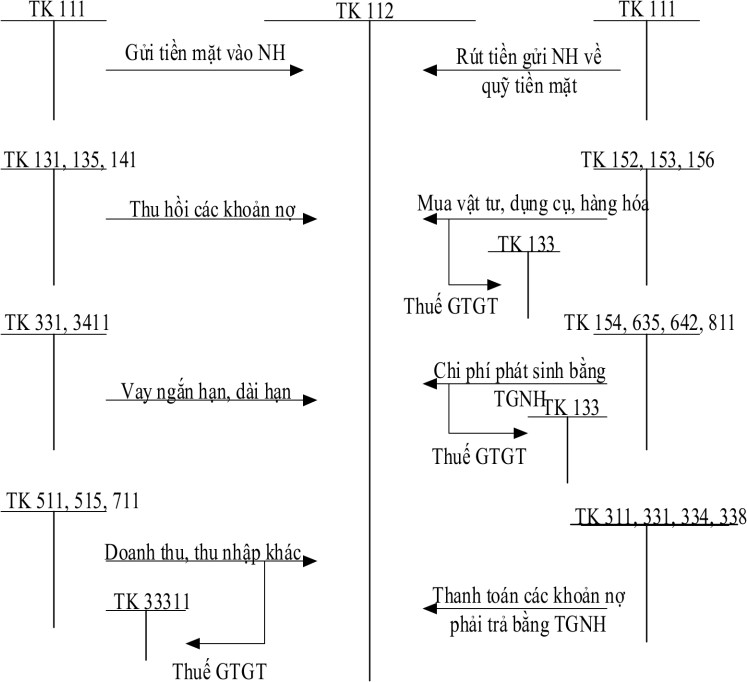 TK 111
TK 112
TK 111
Gửi tiền mặt vào NH
Rút tiền gửi NH về
quỹ tiền mặt
TK 131, 135, 141
TK 152, 153, 156
Thu hồi các khoản nợ
Mua vật tư, dụng cụ, hàng hóa
TK 133
Thuế GTGT
TK 331, 3411
TK 154, 635, 642, 811
Vay ngắn hạn, dài hạn
Chi phí phát sinh bằng
TGNH
TK 133
Thuế GTGT
TK 511, 515, 711
TK 311, 331, 334, 338
Doanh thu, thu nhập khác
TK 33311
Thuế GTGT
Thanh toán các khoản nợ
phải trả bằng TGNH